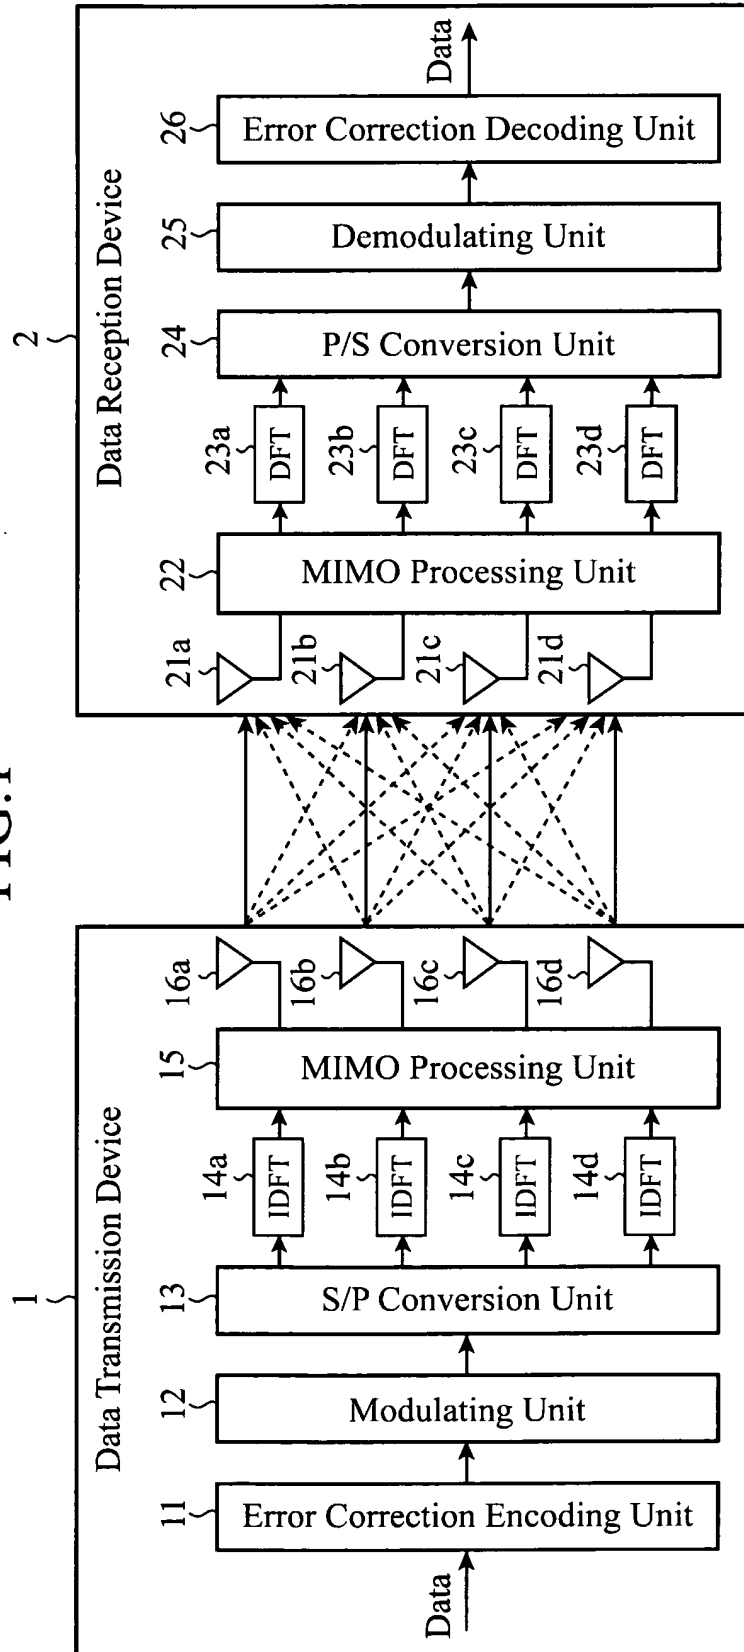 FIG.1
1
Data Transmission Device
Data
11
Error Correction Encoding Unit
12
Modulating Unit
13
S/P Conversion Unit
14a
IDFT
14b
IDFT
14c
IDFT
14d
IDFT
15
MIMO Processing Unit
16a
16b
16c
16d
2
Data Reception Device
21a
21b
21c
21d
22
MIMO Processing Unit
23a
DFT
23b
DFT
23c
DFT
23d
DFT
24
P/S Conversion Unit
25
Demodulating Unit
26
Error Correction Decoding Unit
Data